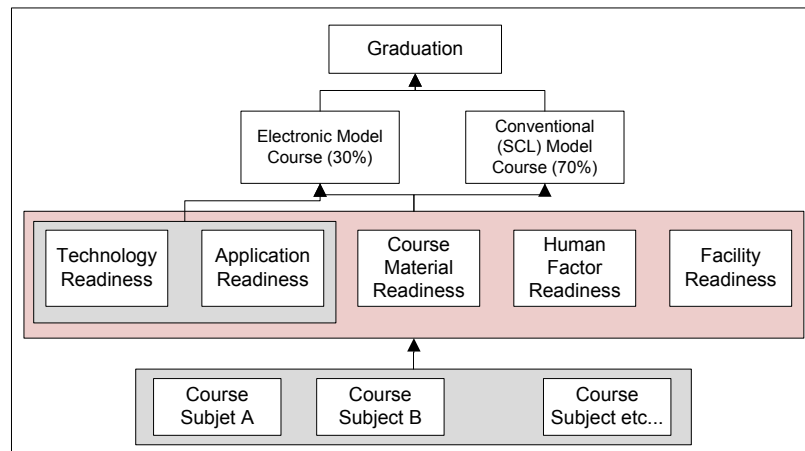 Graduation
Electronic Model
Course (30%)
Conventional
(SCL) Model
Course (70%)
Technology
Readiness
Application
Readiness
Course
Material
Readiness
Human
Factor
Readiness
Facility
Readiness
Course
Subjet A
Course
Subject B
Course
Subject etc...